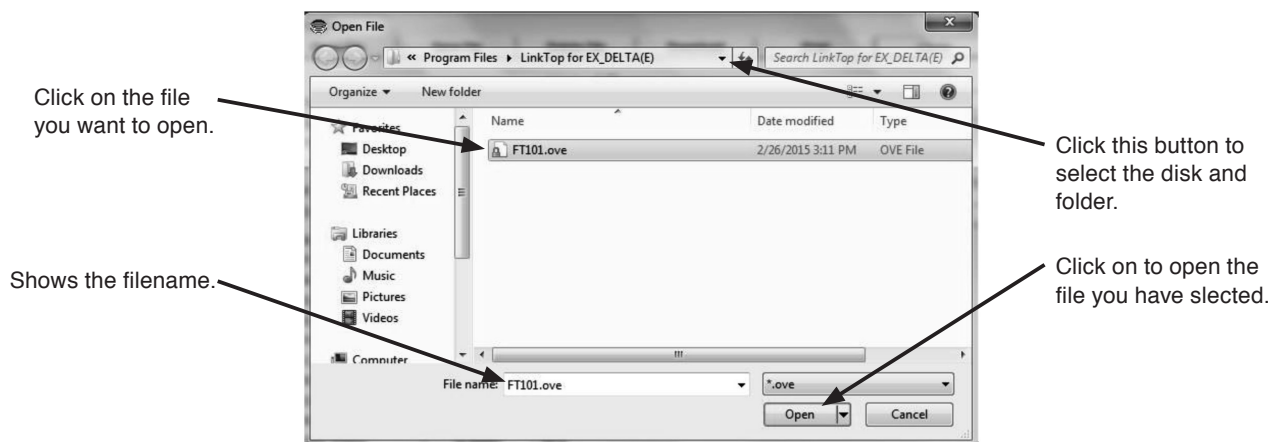 Open File
« Program Files ▸ LinkTop for EX_DELTA(E)
Search LinkTop for EX_DELTA(E)
Organize
New folder
Click on the file
you want to open.
Name
Date modified
Type
Favorites
FT101.ove
2/26/2015 3:11 PM
OVE File
Desktop
Downloads
Recent Places
Click this button to
select the disk and
folder.
Libraries
Documents
Music
Pictures
Videos
Computer
Shows the filename.
Click on to open the
file you have slected.
File name:
FT101.ove
*.ove
Open
Cancel